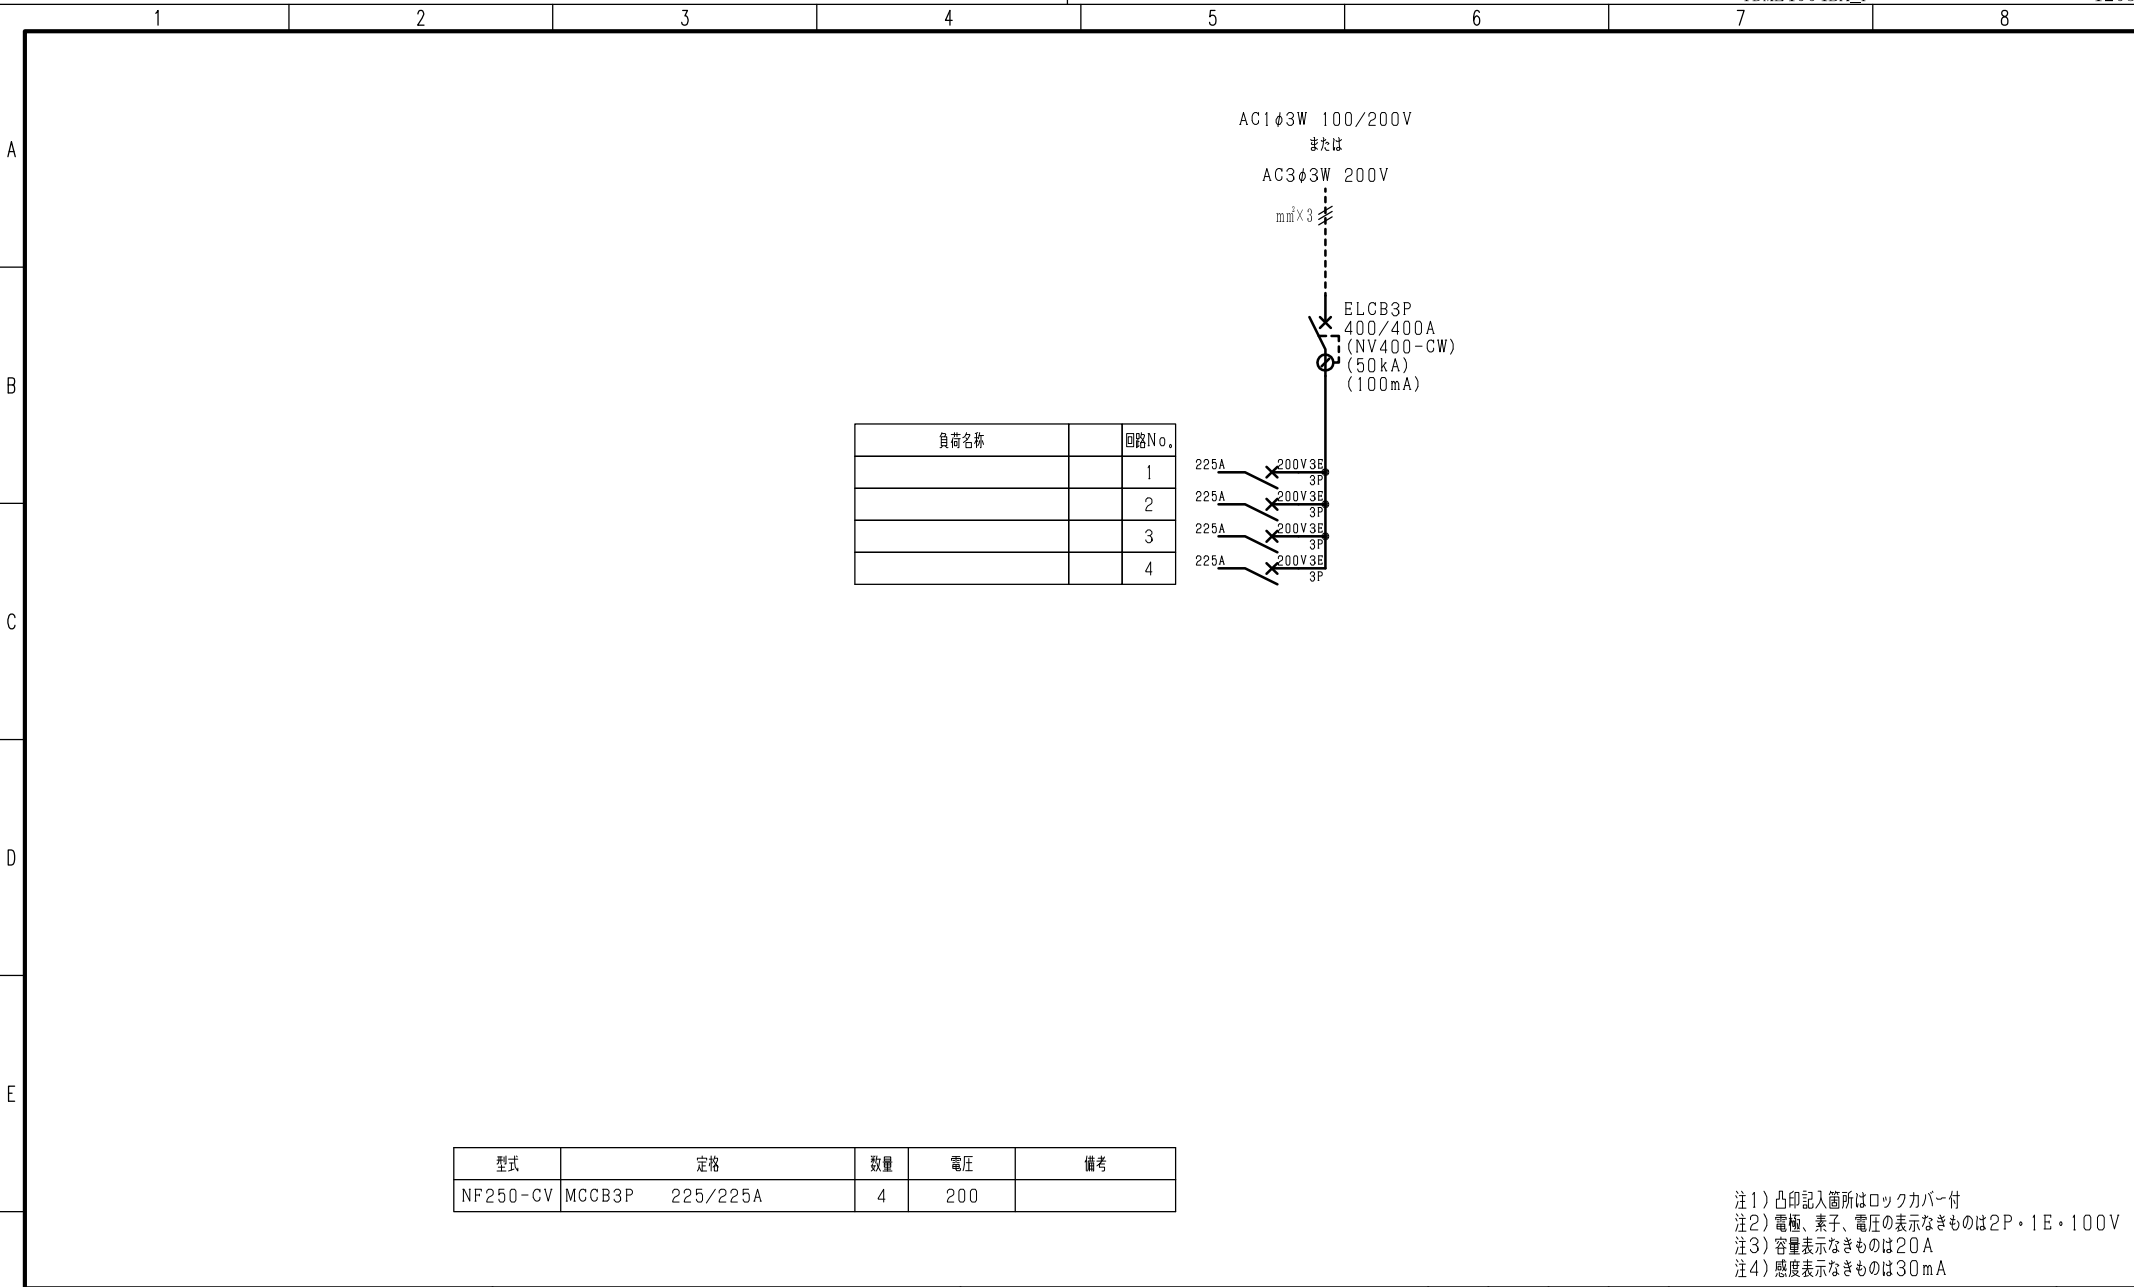 1 2 3 4 5 6 7 8
A
AC1φ3W 100/200V
または
AC3φ3W 200V
mm²×3
B
ELCB3P
400/400A
(NV400-CW)
(50kA)
(100mA)
負荷名称 回路No.
1 225A 200V3E
3P
2 225A 200V3E
3P
3 225A 200V3E
3P
4 225A 200V3E
3P
C
D
E
型式 定格 数量 電圧 備考
NF250-CV MCCB3P 225/225A 4 200
注1) 凸印記入箇所はロックカバー付
注2) 電極、素子、電圧の表示なきものは2P・1E・100V
注3) 容量表示なきものは20A
注4) 感度表示なきものは30mA